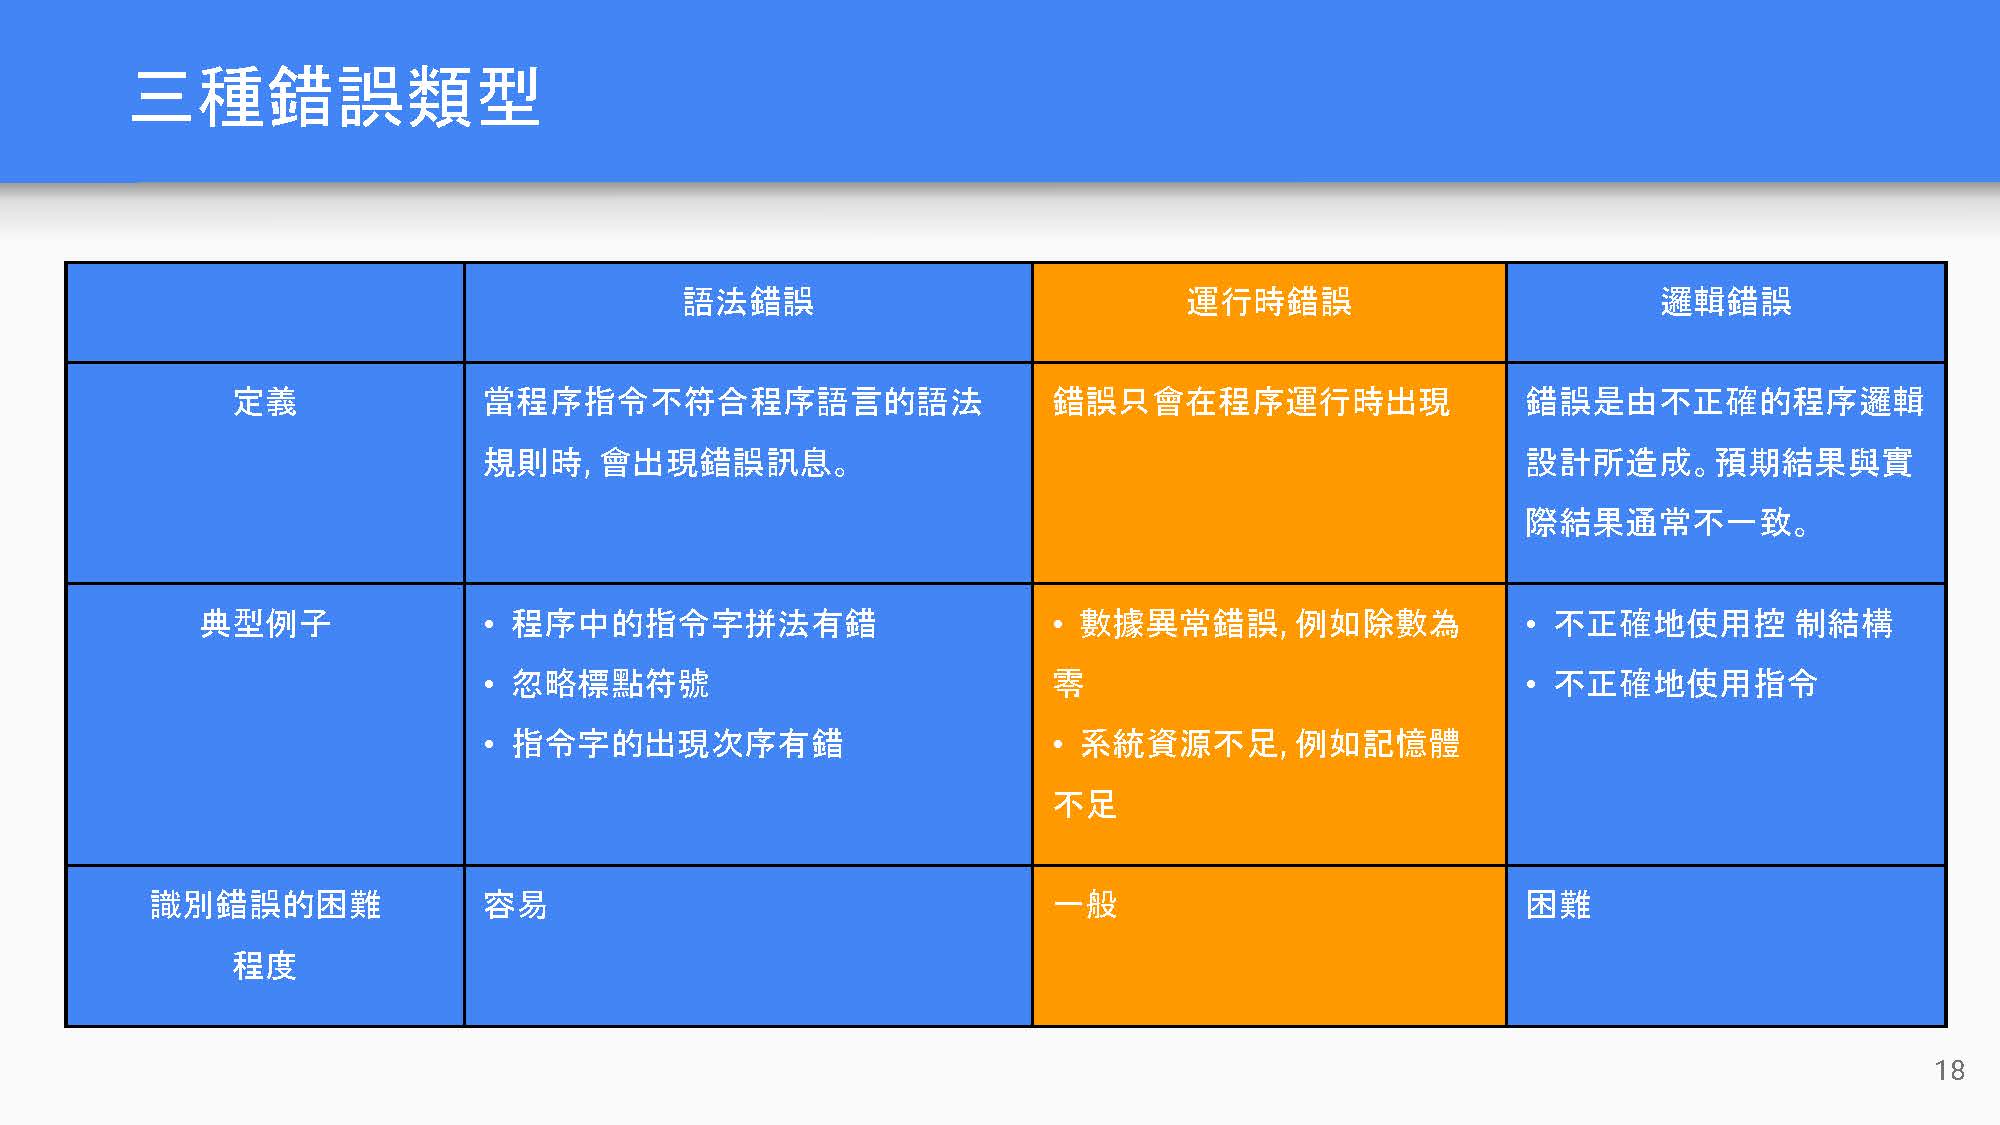 三種錯誤類型
語法錯誤
運行時錯誤
邏輯錯誤
定義
當程序指令不符合程序語言的語法
規則時, 會出現錯誤訊息。
錯誤只會在程序運行時出現
錯誤是由不正確的程序邏輯
設計所造成。預期結果與實
際結果通常不一致。
典型例子
• 程序中的指令字拼法有錯
• 忽略標點符號
• 指令字的出現次序有錯
• 數據異常錯誤, 例如除數為
零
• 系統資源不足, 例如記憶體
不足
• 不正確地使用控 制結構
• 不正確地使用指令
識別錯誤的困難
程度
容易
一般
困難
18